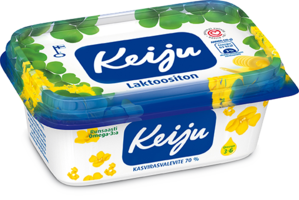 Keiju
Laktoositon
Runsaasti
Omega-3:a
Keiju
KASVIRASVALEVITE 70 %